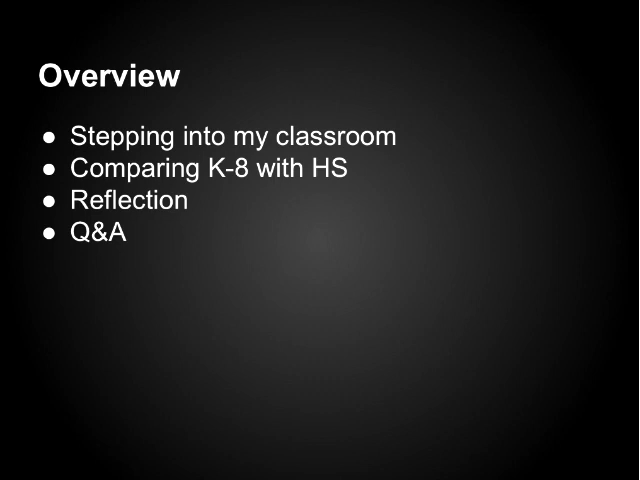 Overview
● Stepping into my classroom
● Comparing K-8 with HS
● Reflection
● Q&A